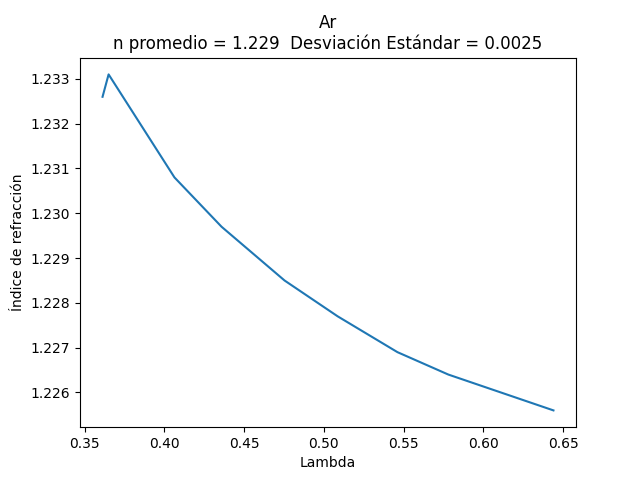 Ar
n promedio = 1.229  Desviación Estándar = 0.0025
1.233
1.232
1.231
1.230
1.229
1.228
1.227
1.226
Índice de refracción
0.35 0.40 0.45 0.50 0.55 0.60 0.65
Lambda